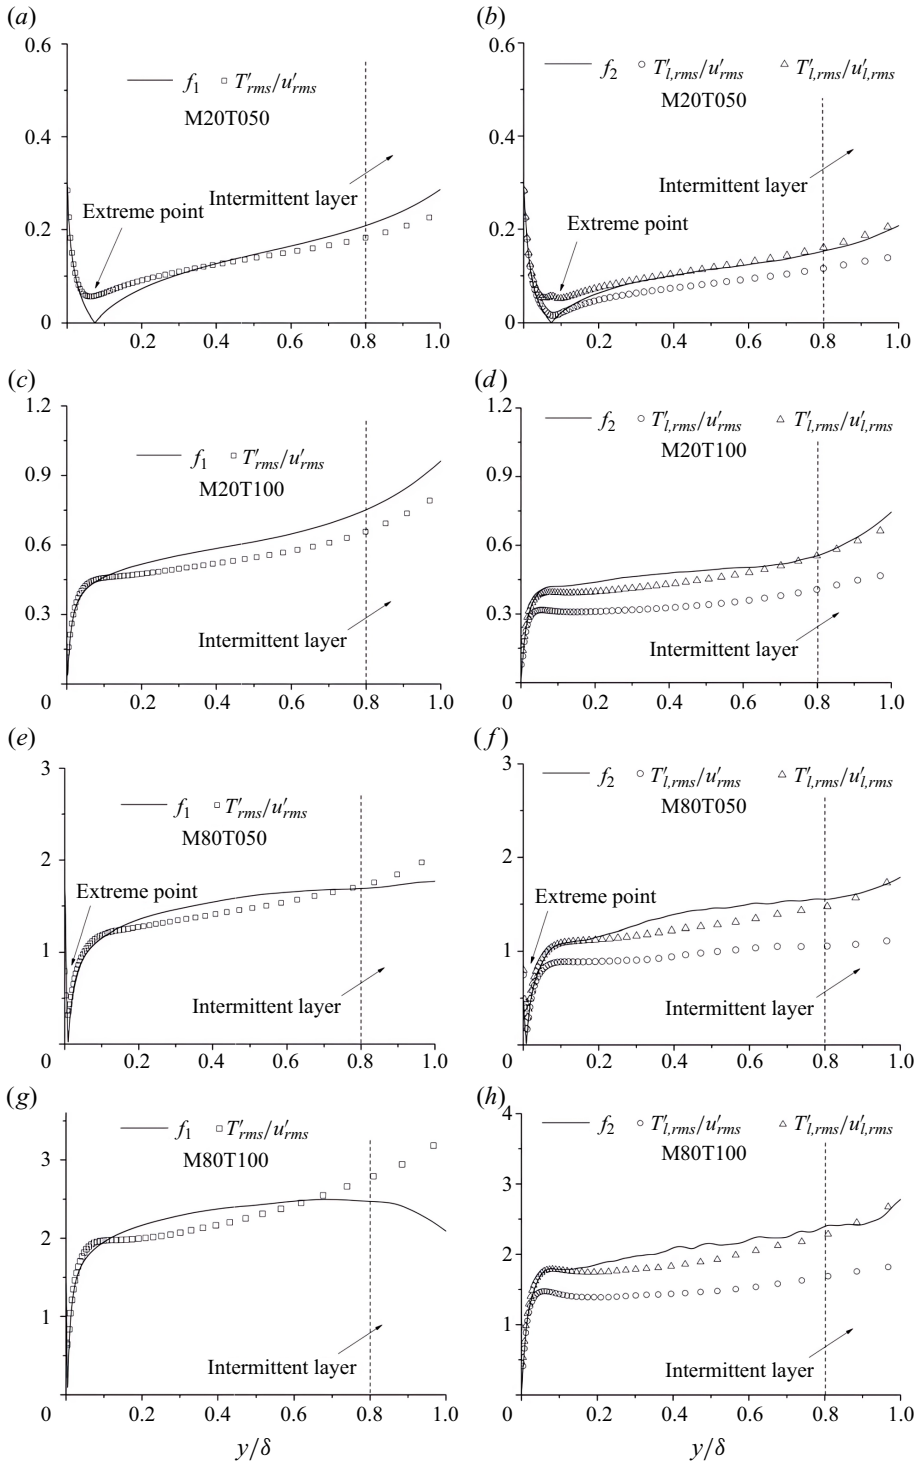 (a)
0.6
0.4
0.2
0
f1 T′rms/u′rms
M20T050
Extreme point
Intermittent layer
0.2 0.4 0.6 0.8 1.0
(b)
0.6
0.4
0.2
0
f2 T′l,rms/u′rms T′l,rms/u′l,rms
M20T050
Intermittent layer
Extreme point
0.2 0.4 0.6 0.8 1.0
(c)
1.2
0.9
0.6
0.3
0
f1 T′rms/u′rms
M20T100
Intermittent layer
0.2 0.4 0.6 0.8 1.0
(d)
1.2
0.9
0.6
0.3
0
f2 T′l,rms/u′rms T′l,rms/u′l,rms
M20T100
Intermittent layer
0.2 0.4 0.6 0.8 1.0
(e)
3
2
1
0
f1 T′rms/u′rms
M80T050
Extreme point
Intermittent layer
0.2 0.4 0.6 0.8 1.0
(f)
3
2
1
0
f2 T′l,rms/u′rms T′l,rms/u′l,rms
M80T050
Extreme point
Intermittent layer
0.2 0.4 0.6 0.8 1.0
(g)
3
2
1
0
f1 T′rms/u′rms
M80T100
Intermittent layer
0.2 0.4 0.6 0.8 1.0
y/δ
(h)
4
3
2
1
0
f2 T′l,rms/u′rms T′l,rms/u′l,rms
M80T100
Intermittent layer
0.2 0.4 0.6 0.8 1.0
y/δ